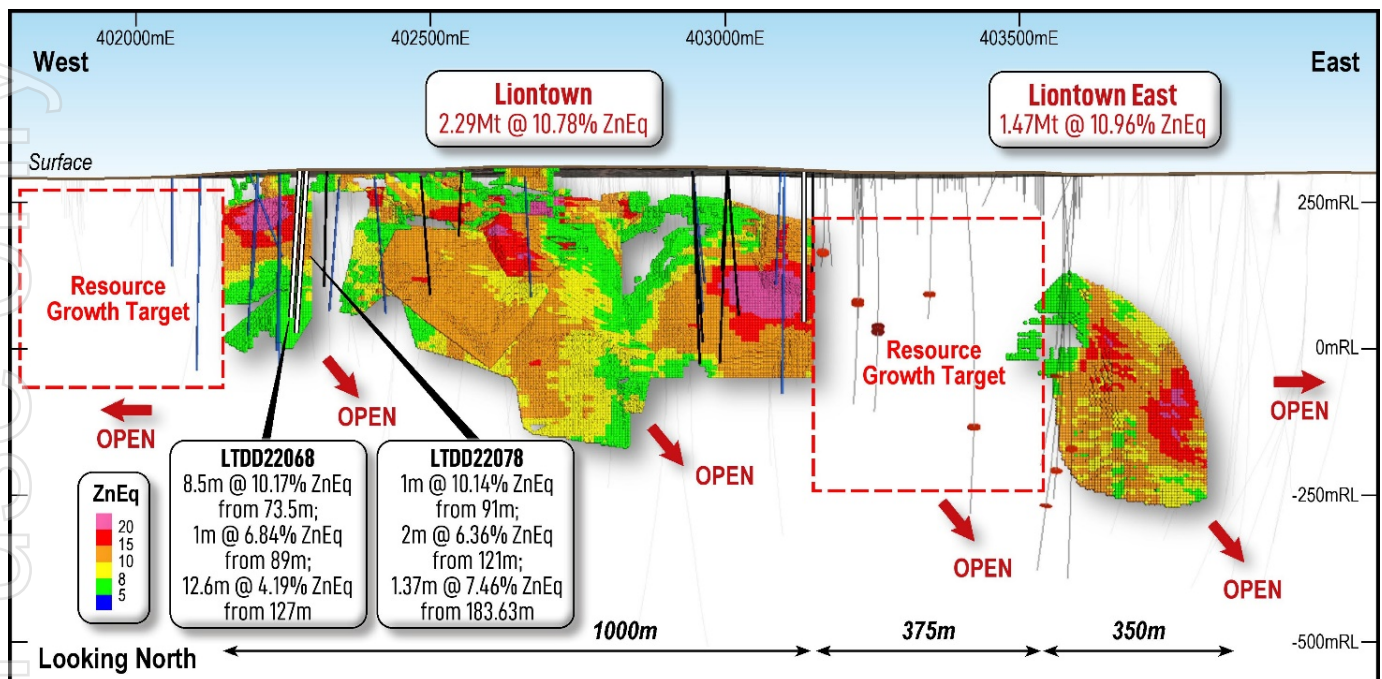 402000mE
402500mE
403000mE
403500mE
West
East
Liontown
2.29Mt @ 10.78% ZnEq
Liontown East
1.47Mt @ 10.96% ZnEq
Surface
250mRL
Resource
Growth Target
Resource
Growth Target
0mRL
OPEN
OPEN
OPEN
OPEN
OPEN
OPEN
LTDD22068
8.5m @ 10.17% ZnEq
from 73.5m;
1m @ 6.84% ZnEq
from 89m;
12.6m @ 4.19% ZnEq
from 127m
LTDD22078
1m @ 10.14% ZnEq
from 91m;
2m @ 6.36% ZnEq
from 121m;
1.37m @ 7.46% ZnEq
from 183.63m
ZnEq
20
15
10
8
5
-250mRL
1000m
375m
350m
-500mRL
Looking North